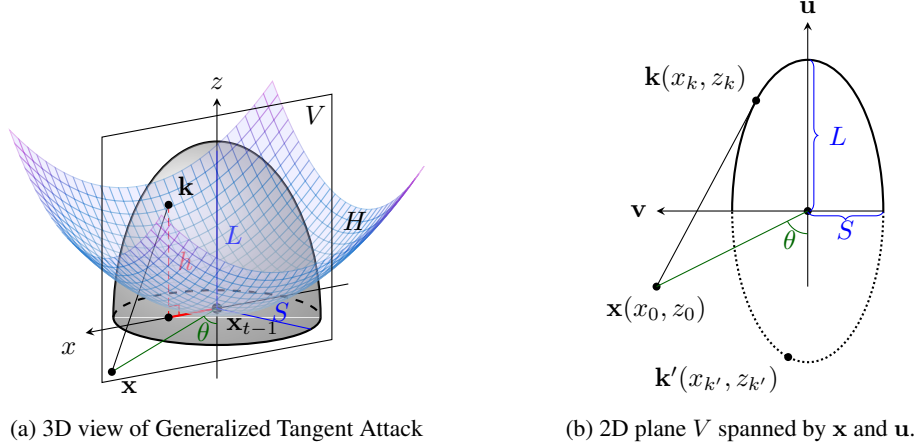 z
V
k
H
L
h
S
x_{t−1}
x
θ
x
(a) 3D view of Generalized Tangent Attack
u
k(x_k, z_k)
L
v
S
θ
x(x_0, z_0)
k′(x_{k′}, z_{k′})
(b) 2D plane V spanned by x and u.